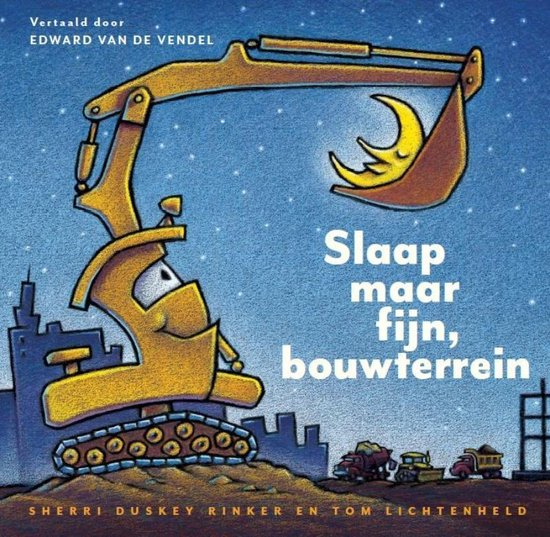 Vertaald door
EDWARD VAN DE VENDEL
Slaap
maar
fijn,
bouwterrein
SHERRI DUSKEY RINKER EN TOM LICHTENHELD